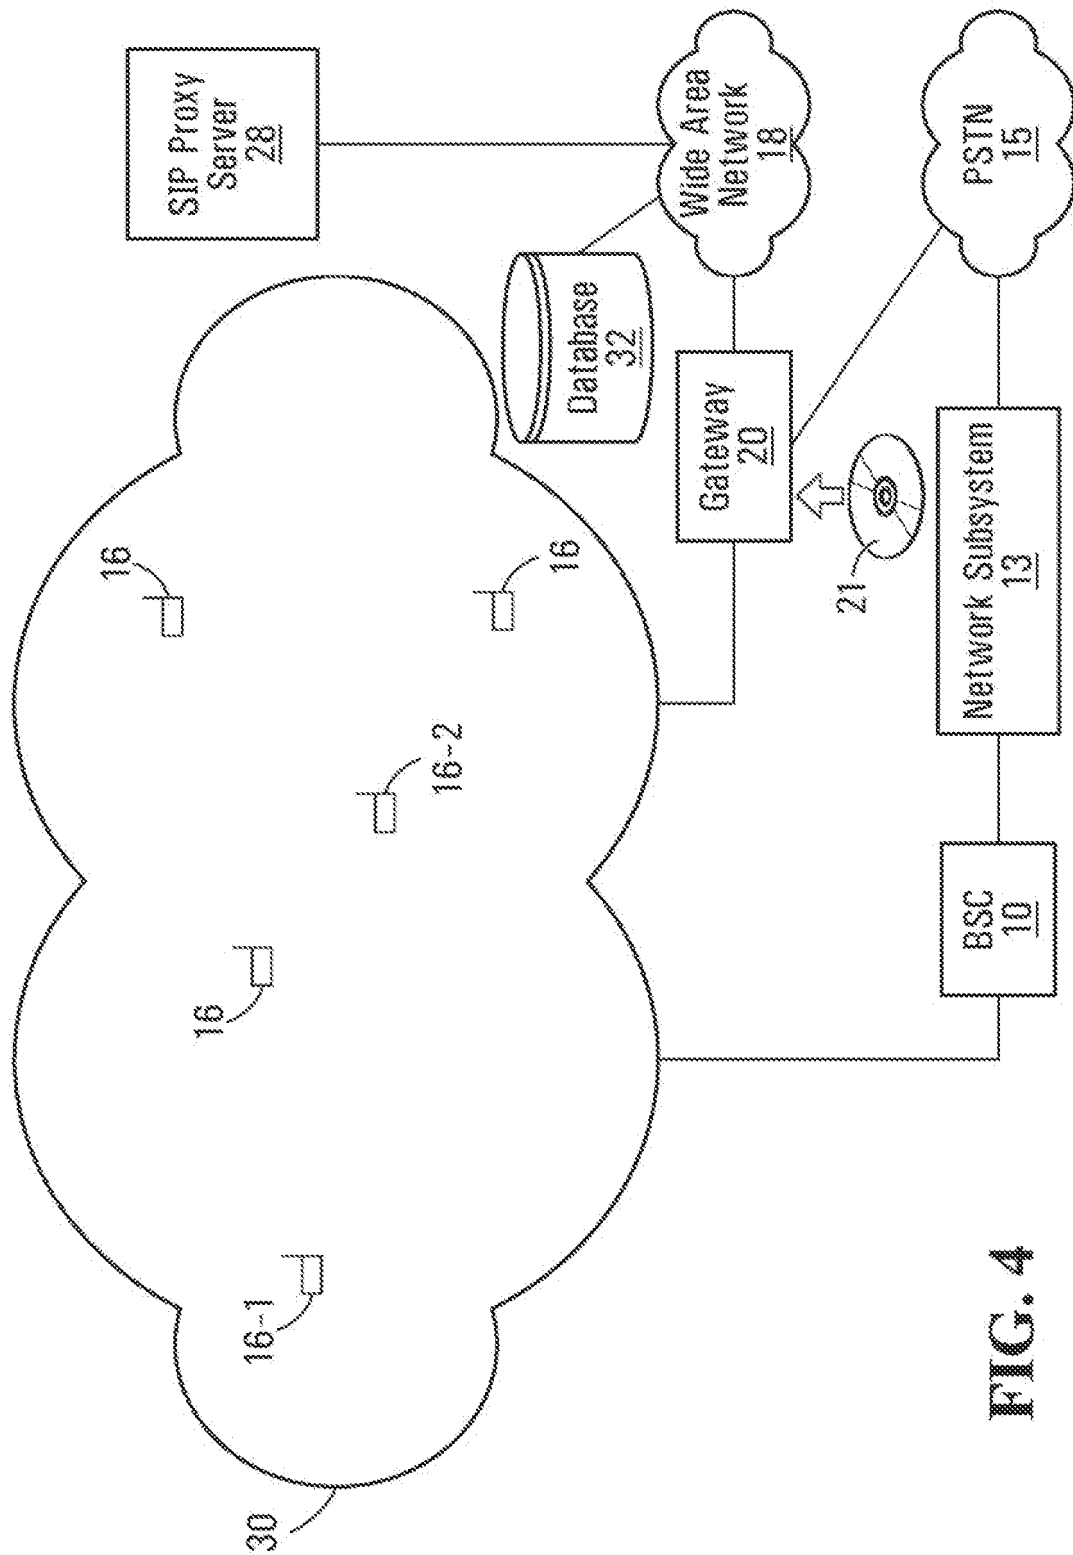 30
16-1
16
16-2
16
16
SIP Proxy
Server
28
Database
32
Wide Area
Network
18
Gateway
20
21
PSTN
15
Network Subsystem
13
BSC
10
FIG. 4